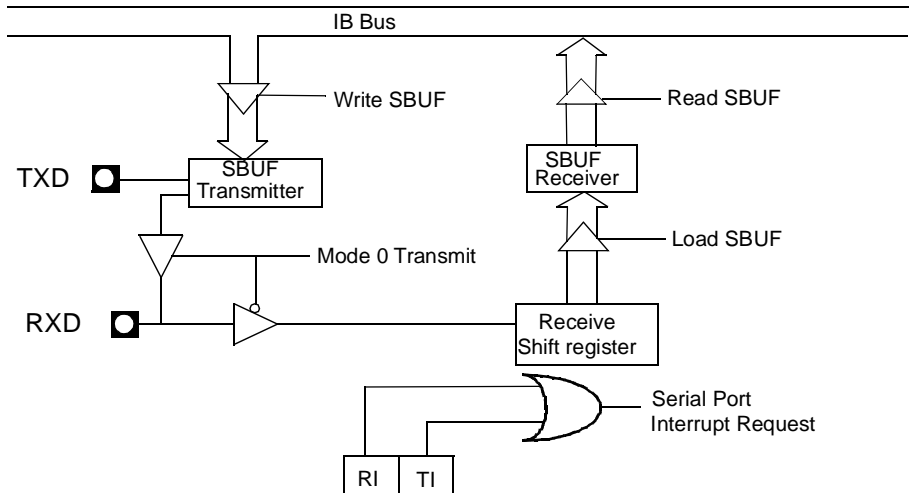 IB Bus
Write SBUF
Read SBUF
SBUF
Transmitter
SBUF
Receiver
TXD
Load SBUF
Mode 0 Transmit
RXD
Receive
Shift register
Serial Port
Interrupt Request
RI
TI